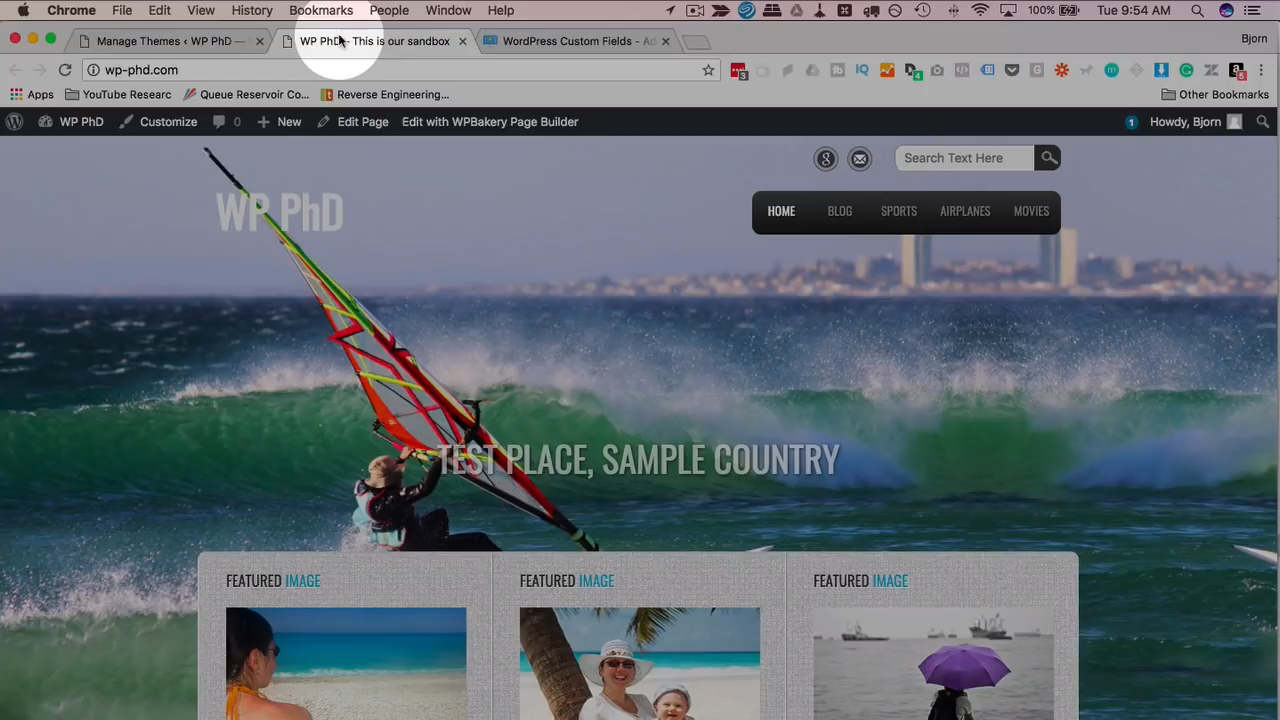 Chrome File Edit View History Bookmarks People Window Help 100% Tue 9:54 AM
Manage Themes ‹ WP PhD — WP PhD - This is our sandbox WordPress Custom Fields - Ad Bjorn
wp-phd.com
Apps YouTube Researc Queue Reservoir Co... Reverse Engineering... Other Bookmarks
WP PhD Customize 0 New Edit Page Edit with WPBakery Page Builder 1 Howdy, Bjorn
Search Text Here
WP PhD
HOME BLOG SPORTS AIRPLANES MOVIES
TEST PLACE, SAMPLE COUNTRY
FEATURED IMAGE FEATURED IMAGE FEATURED IMAGE